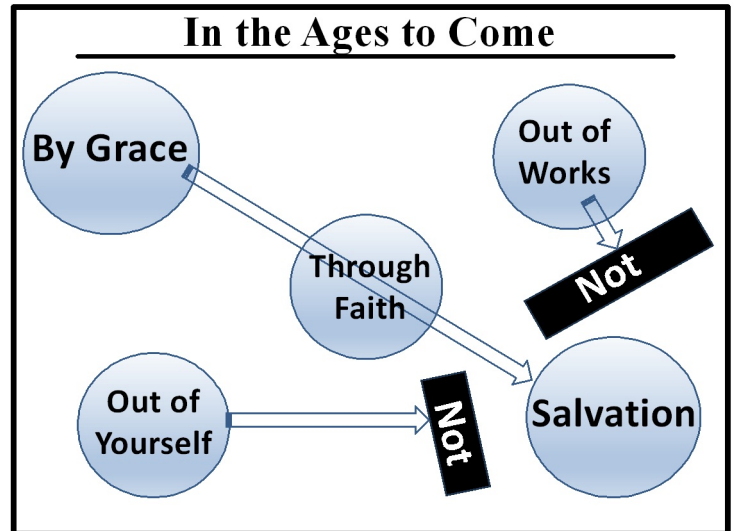 In the Ages to Come
By Grace
Out of
Works
Not
Through
Faith
Out of
Yourself
Not
Salvation